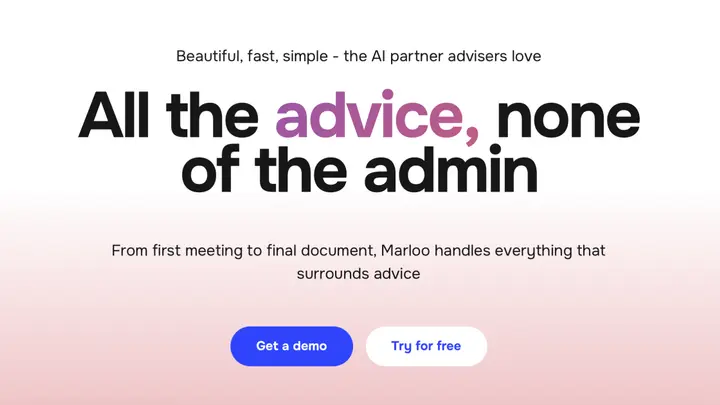 Beautiful, fast, simple - the AI partner advisers love
All the advice, none
of the admin
From first meeting to final document, Marloo handles everything that
surrounds advice
Get a demo
Try for free